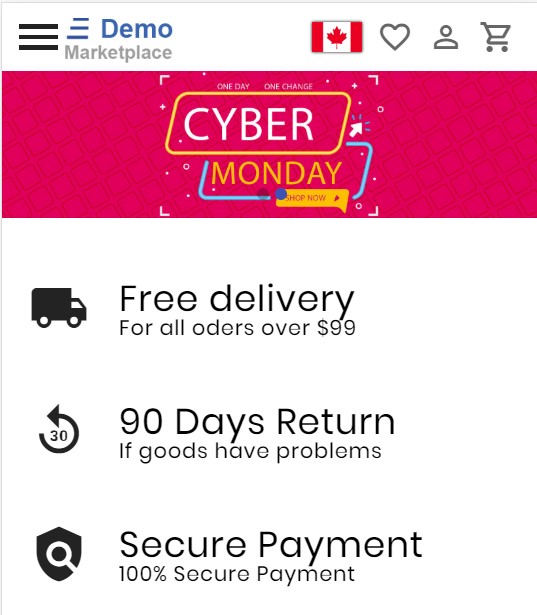 Demo
Marketplace
ONE DAY ONE CHANGE
CYBER
MONDAY
SHOP NOW
Free delivery
For all oders over $99
30
90 Days Return
If goods have problems
Secure Payment
100% Secure Payment